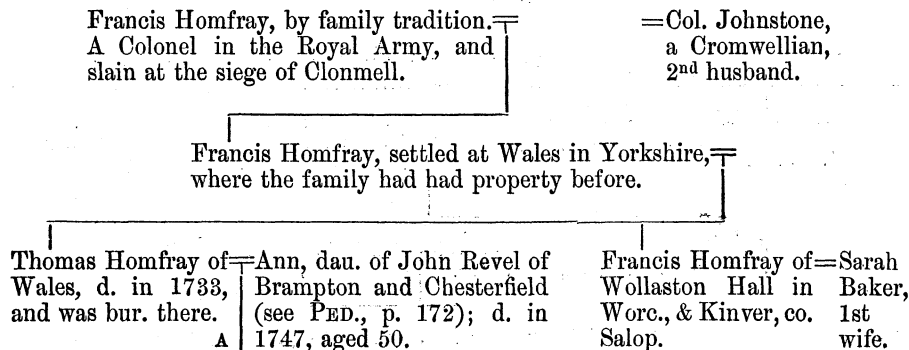 Francis Homfray, by family tradition.
A Colonel in the Royal Army, and
slain at the siege of Clonmell.
=Col. Johnstone,
a Cromwellian,
2nd husband.
Francis Homfray, settled at Wales in Yorkshire,=
where the family had had property before.
Thomas Homfray of=
Wales, d. in 1733,
and was bur. there.
A
Ann, dau. of John Revel of
Brampton and Chesterfield
(see PED., p. 172); d. in
1747, aged 50.
Francis Homfray of=
Wollaston Hall in
Worc., & Kinver, co.
Salop.
Sarah
Baker,
1st
wife.